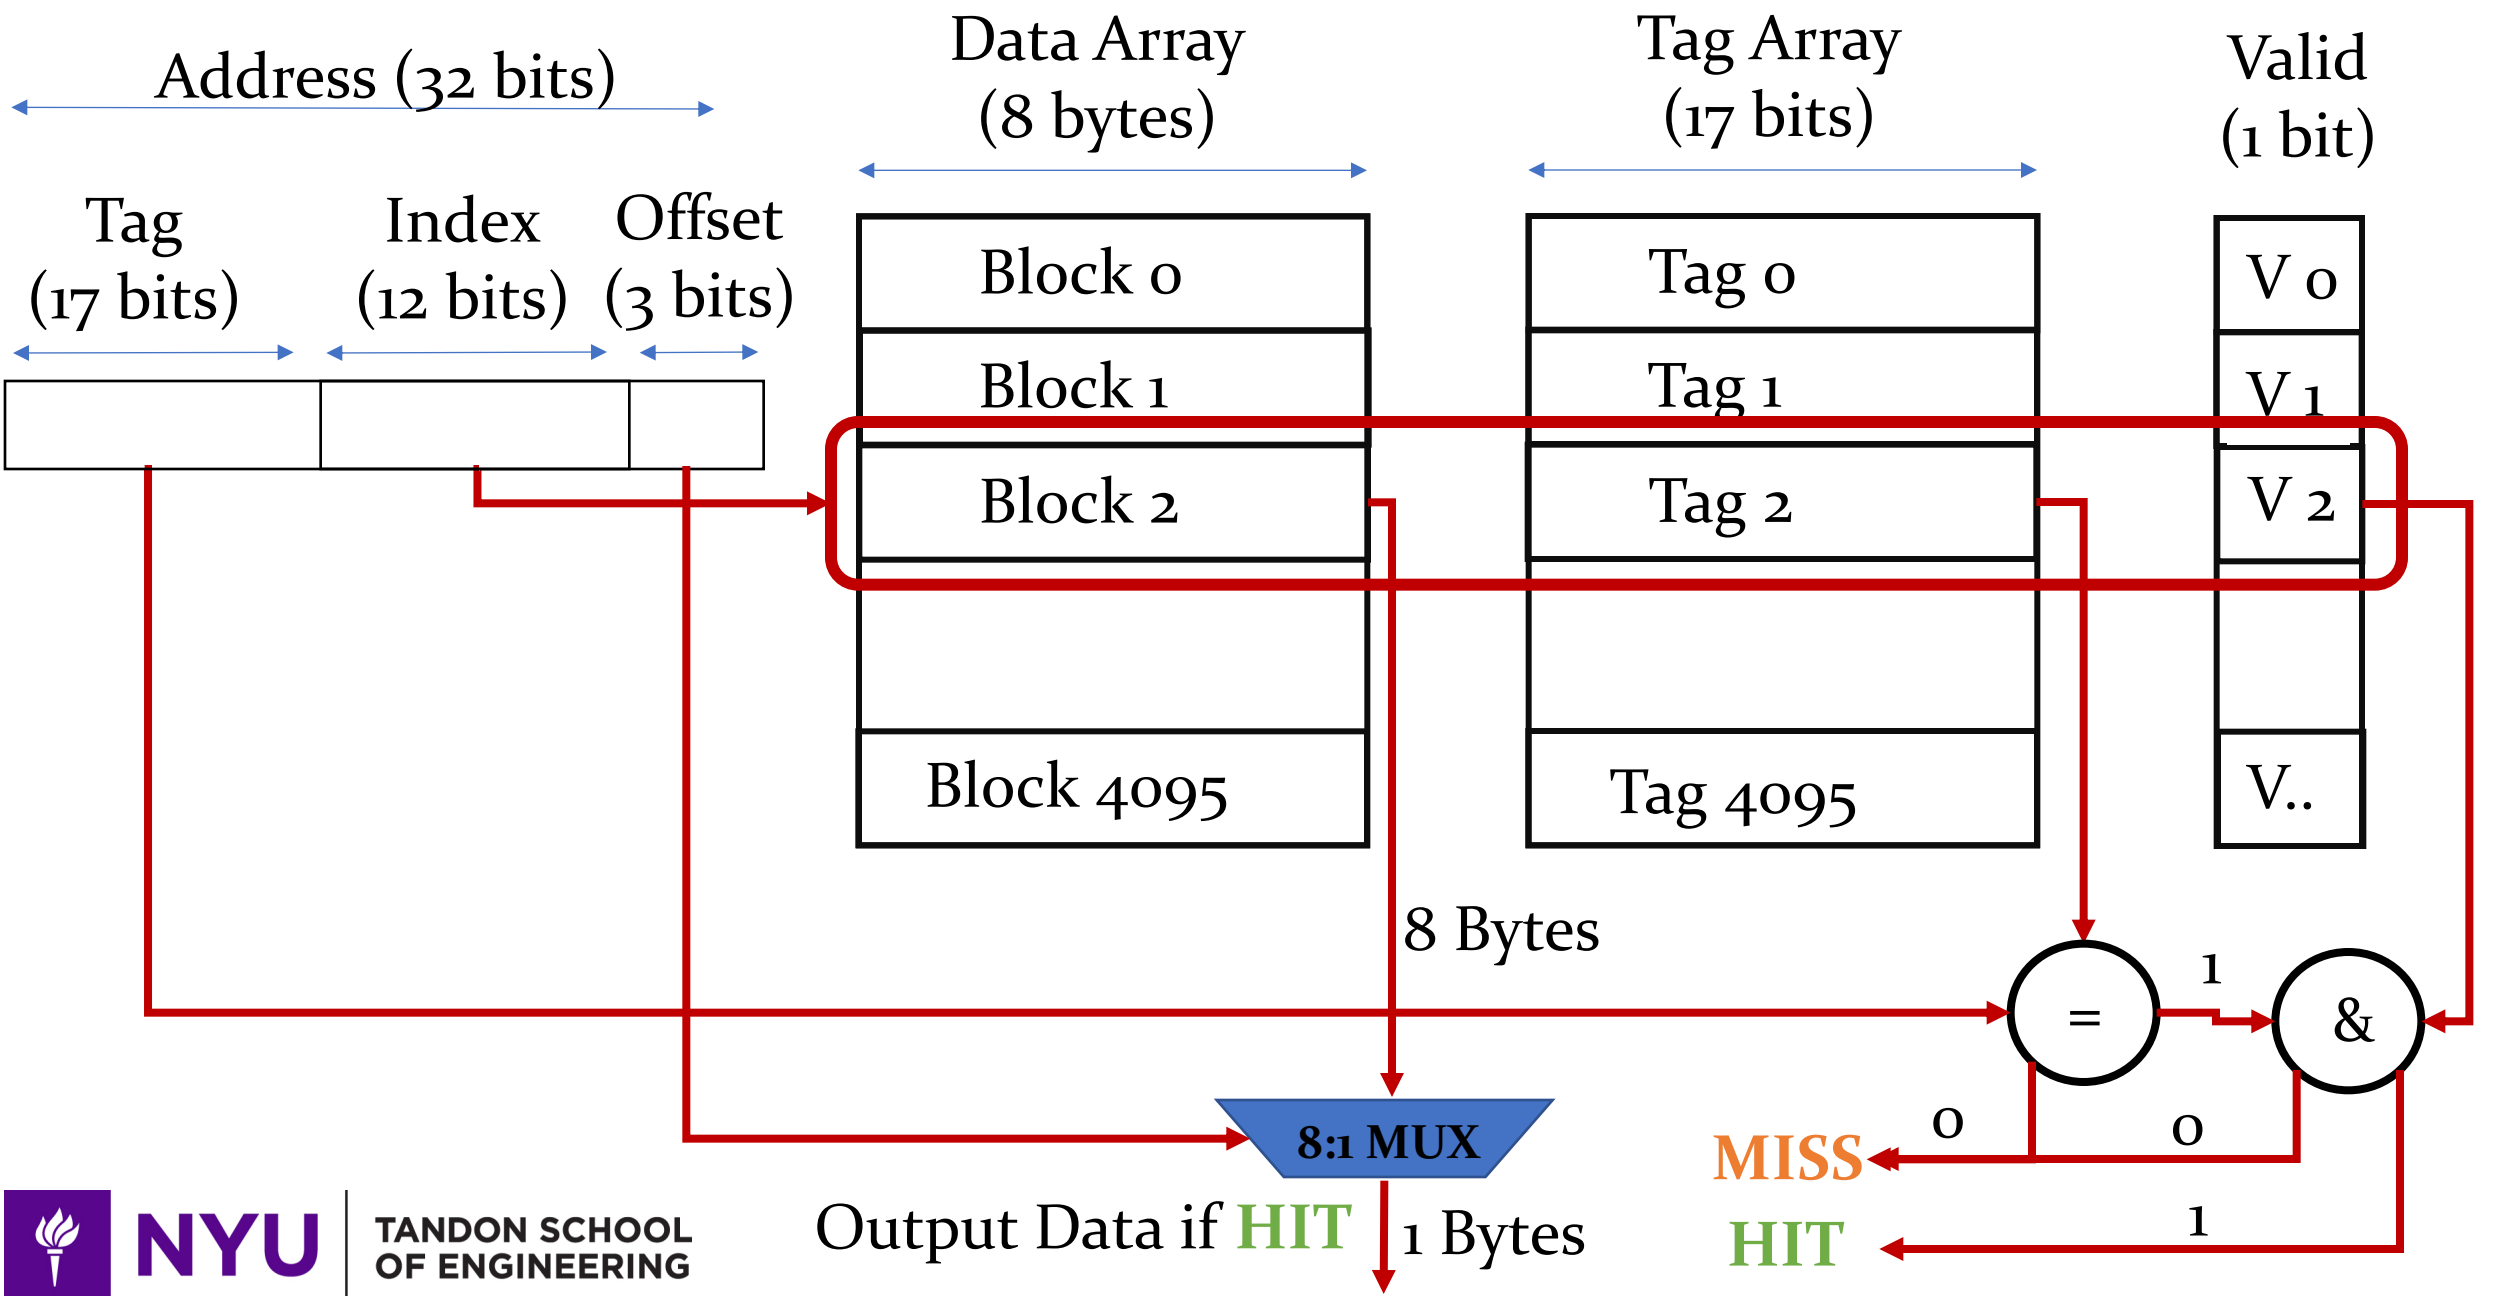 Address (32 bits)
Data Array
(8 bytes)
Tag Array
(17 bits)
Valid
(1 bit)
Tag
(17 bits)
Index
(12 bits)
Offset
(3 bits)
Block 0
Tag 0
V 0
Block 1
Tag 1
V 1
Block 2
Tag 2
V 2
Block 4095
Tag 4095
V..
8 Bytes
=
1
&
8:1 MUX
MISS
0
0
Output Data if HIT
1 Bytes
HIT
1
NYU
TANDON SCHOOL
OF ENGINEERING